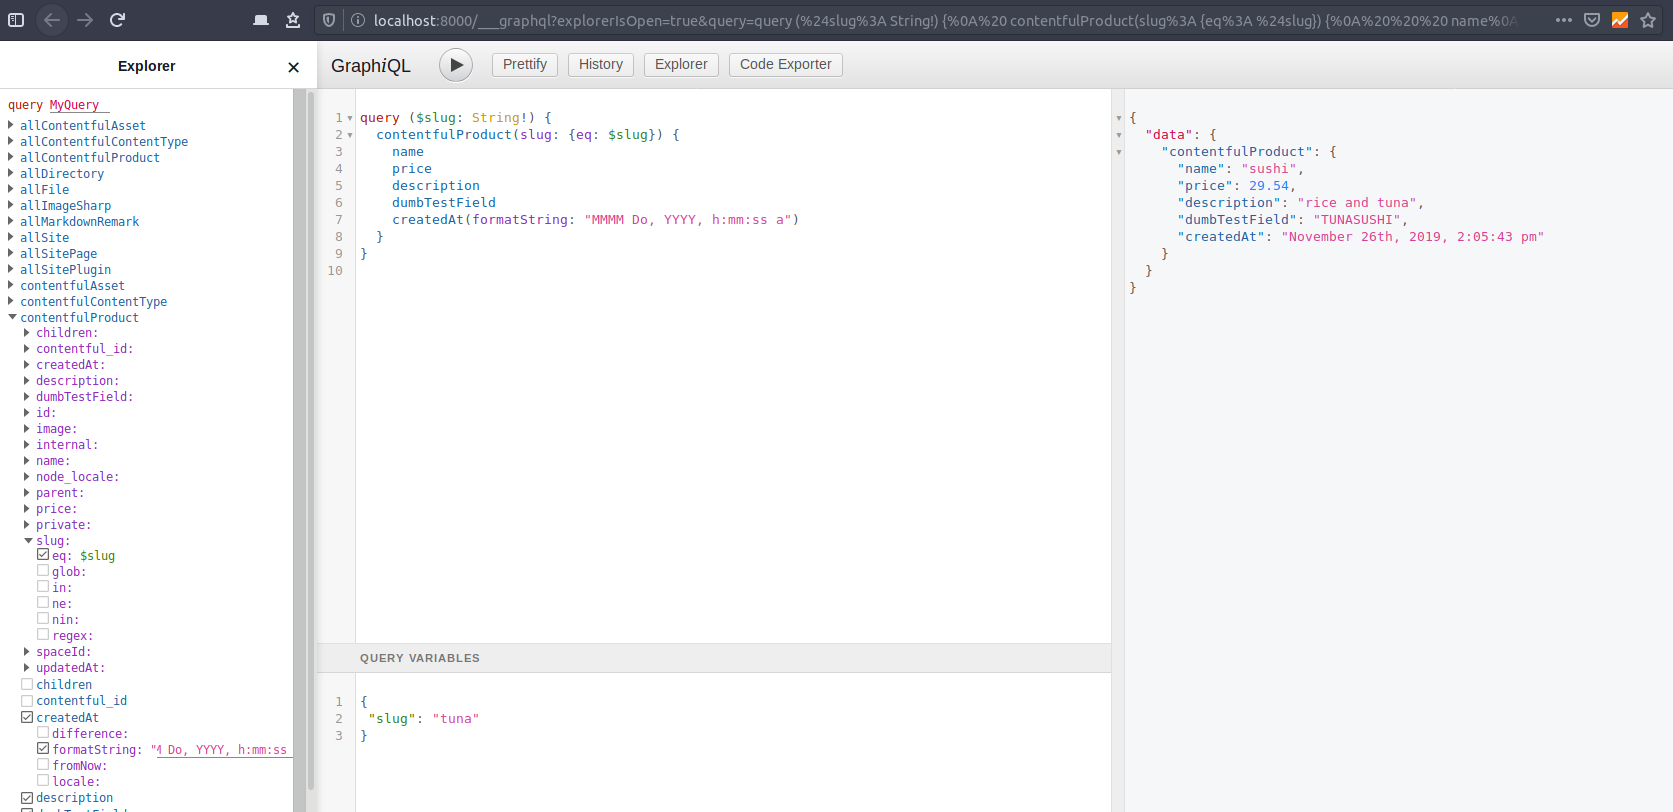 localhost:8000/___graphql?explorerIsOpen=true&query=query (%24slug%3A String!) {%0A%20 contentfulProduct(slug%3A {eq%3A %24slug}) {%0A%20%20%20 name%0A
Explorer
GraphiQL
Prettify
History
Explorer
Code Exporter
query MyQuery
allContentfulAsset
allContentfulContentType
allContentfulProduct
allDirectory
allFile
allImageSharp
allMarkdownRemark
allSite
allSitePage
allSitePlugin
contentfulAsset
contentfulContentType
contentfulProduct
children:
contentful_id:
createdAt:
description:
dumbTestField:
id:
image:
internal:
name:
node_locale:
parent:
price:
private:
slug:
eq: $slug
glob:
in:
ne:
nin:
regex:
spaceId:
updatedAt:
children
contentful_id
createdAt
difference:
formatString: "M Do, YYYY, h:mm:ss
fromNow:
locale:
description
1 query ($slug: String!) {
2 contentfulProduct(slug: {eq: $slug}) {
3 name
4 price
5 description
6 dumbTestField
7 createdAt(formatString: "MMMM Do, YYYY, h:mm:ss a")
8 }
9 }
10
QUERY VARIABLES
1 {
2 "slug": "tuna"
3 }
{
"data": {
"contentfulProduct": {
"name": "sushi",
"price": 29.54,
"description": "rice and tuna",
"dumbTestField": "TUNASUSHI",
"createdAt": "November 26th, 2019, 2:05:43 pm"
}
}
}